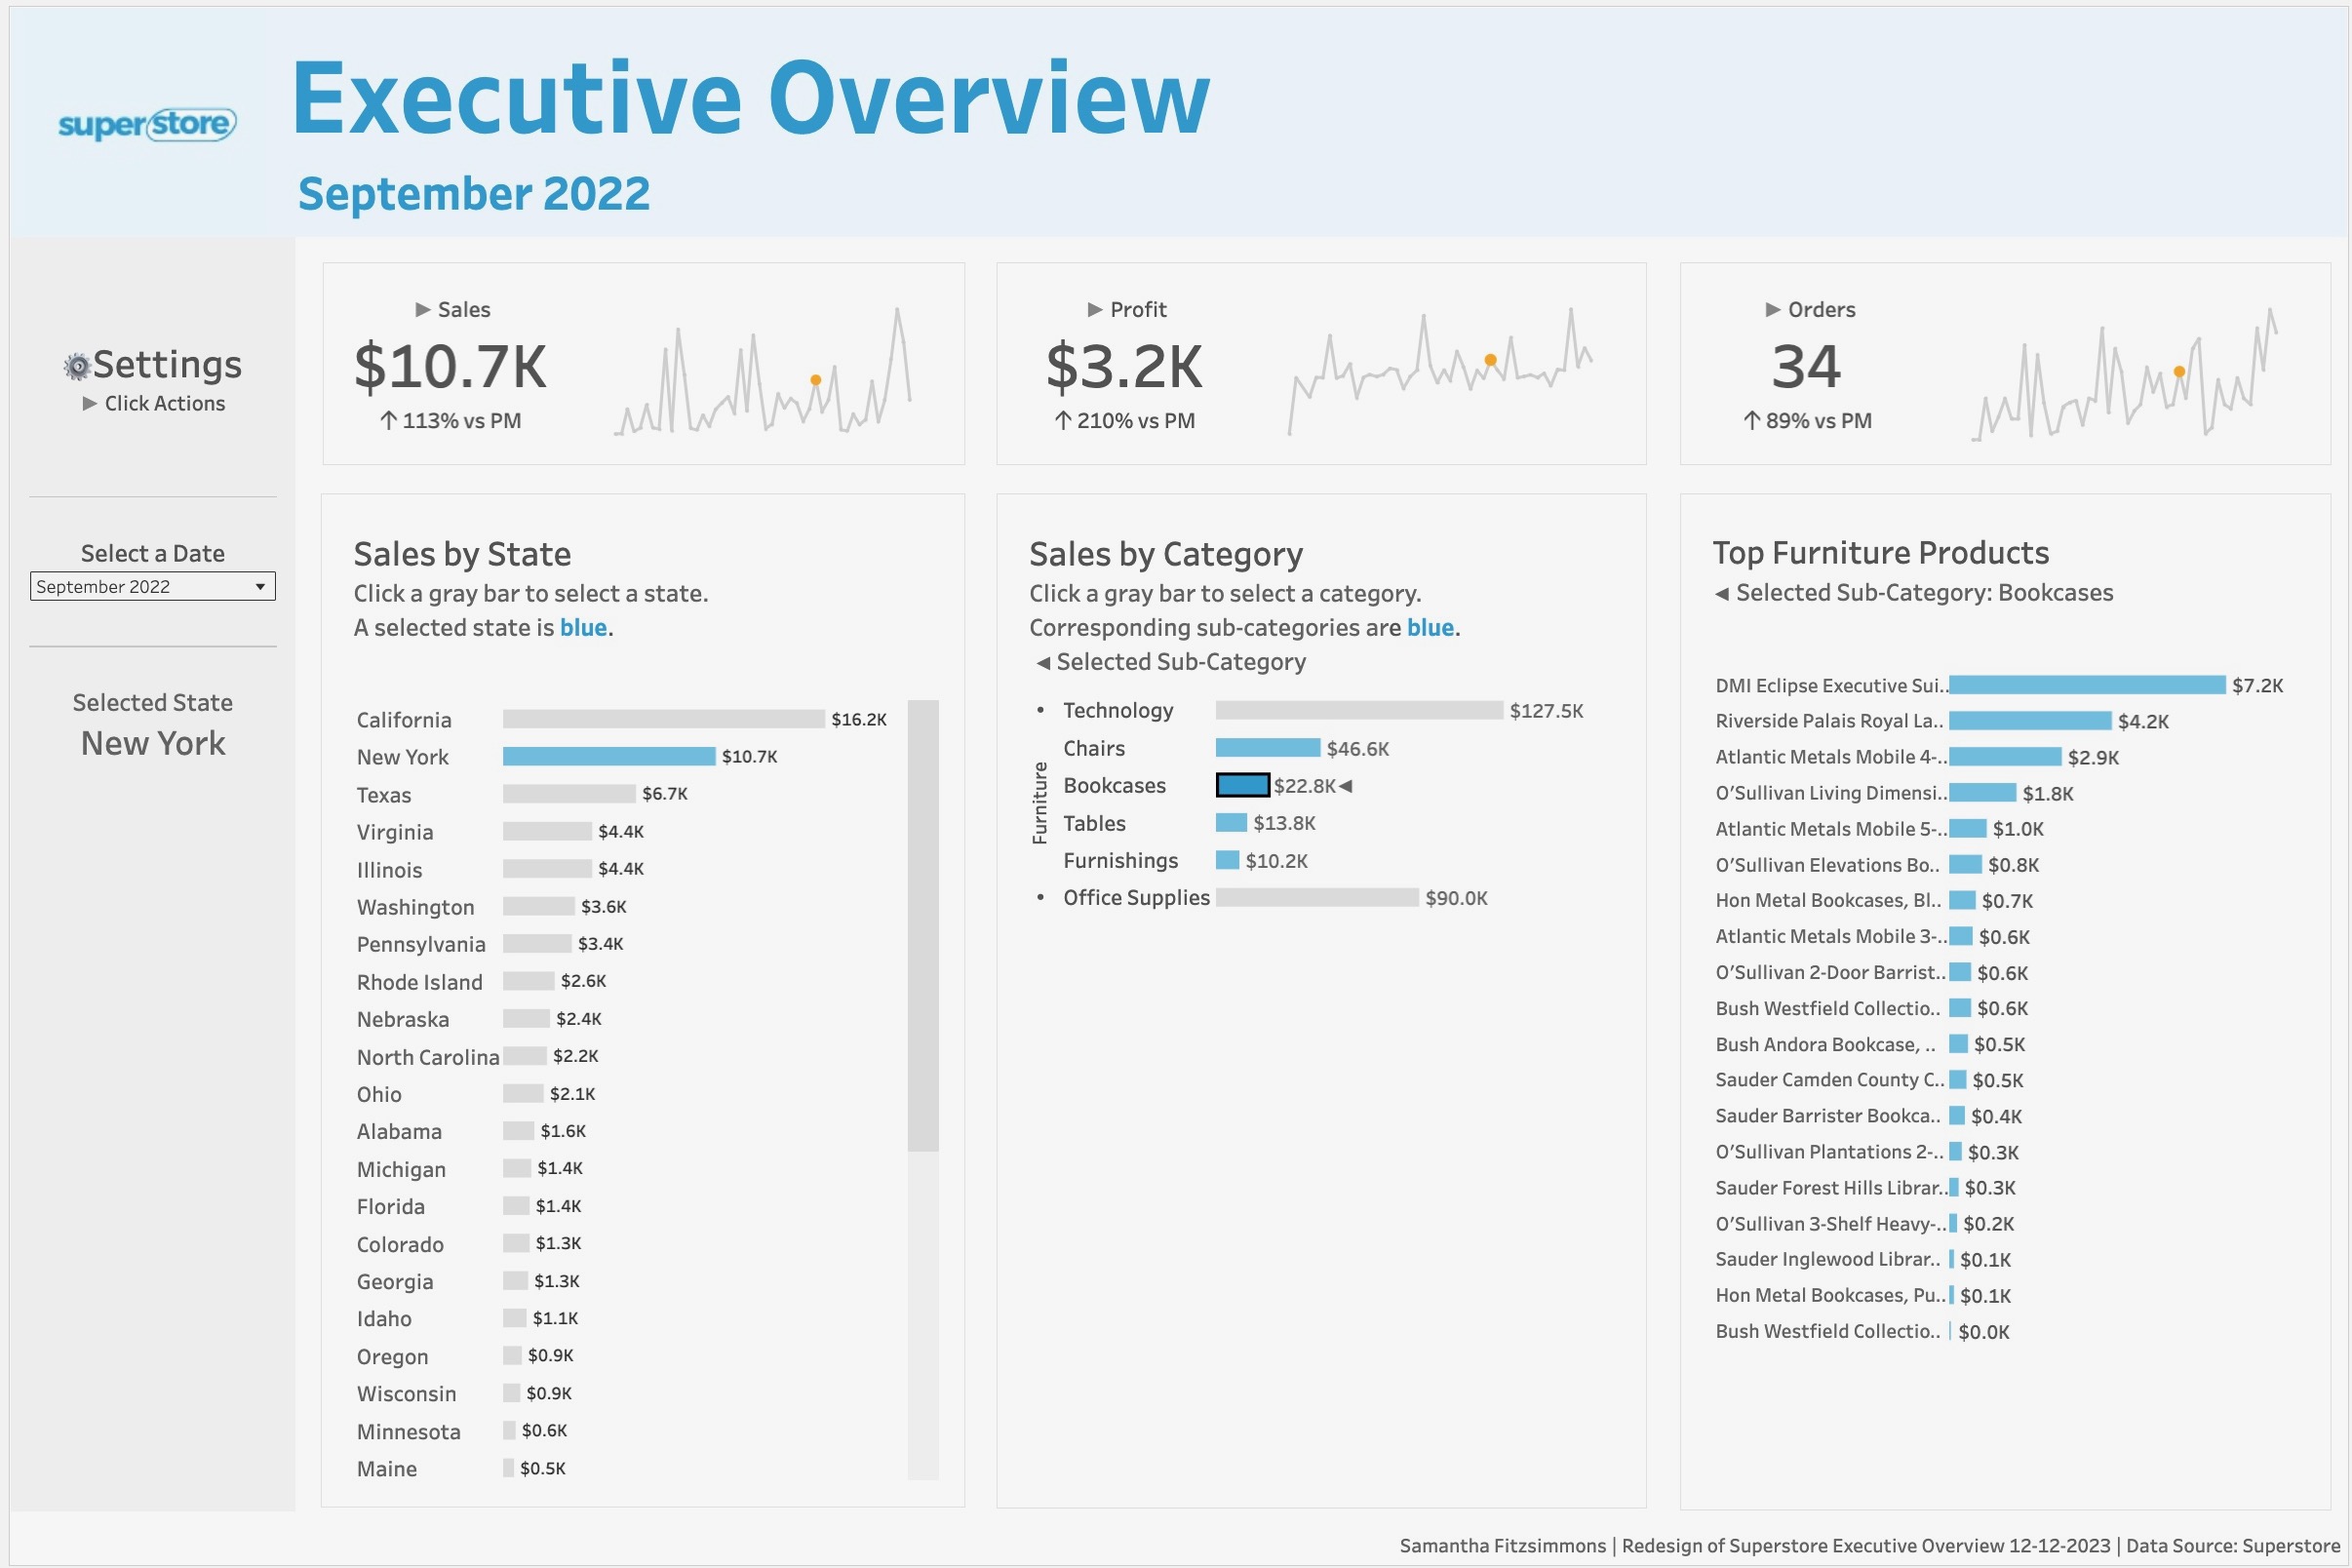 superstore
Executive Overview
September 2022
Settings
▶ Click Actions
Select a Date
September 2022
Selected State
New York
▶ Sales
$10.7K
↑ 113% vs PM
▶ Profit
$3.2K
↑ 210% vs PM
▶ Orders
34
↑ 89% vs PM
Sales by State
Click a gray bar to select a state.
A selected state is blue.
California $16.2K
New York $10.7K
Texas $6.7K
Virginia $4.4K
Illinois $4.4K
Washington $3.6K
Pennsylvania $3.4K
Rhode Island $2.6K
Nebraska $2.4K
North Carolina $2.2K
Ohio $2.1K
Alabama $1.6K
Michigan $1.4K
Florida $1.4K
Colorado $1.3K
Georgia $1.3K
Idaho $1.1K
Oregon $0.9K
Wisconsin $0.9K
Minnesota $0.6K
Maine $0.5K
Sales by Category
Click a gray bar to select a category.
Corresponding sub-categories are blue.
◄ Selected Sub-Category
• Technology $127.5K
Furniture
Chairs $46.6K
Bookcases $22.8K◄
Tables $13.8K
Furnishings $10.2K
• Office Supplies $90.0K
Top Furniture Products
◄ Selected Sub-Category: Bookcases
DMI Eclipse Executive Sui.. $7.2K
Riverside Palais Royal La.. $4.2K
Atlantic Metals Mobile 4-.. $2.9K
O'Sullivan Living Dimensi.. $1.8K
Atlantic Metals Mobile 5-.. $1.0K
O'Sullivan Elevations Bo.. $0.8K
Hon Metal Bookcases, Bl.. $0.7K
Atlantic Metals Mobile 3-.. $0.6K
O'Sullivan 2-Door Barrist.. $0.6K
Bush Westfield Collectio.. $0.6K
Bush Andora Bookcase, .. $0.5K
Sauder Camden County C.. $0.5K
Sauder Barrister Bookca.. $0.4K
O'Sullivan Plantations 2-.. $0.3K
Sauder Forest Hills Librar.. $0.3K
O'Sullivan 3-Shelf Heavy-.. $0.2K
Sauder Inglewood Librar.. $0.1K
Hon Metal Bookcases, Pu.. $0.1K
Bush Westfield Collectio.. $0.0K
Samantha Fitzsimmons | Redesign of Superstore Executive Overview 12-12-2023 | Data Source: Superstore